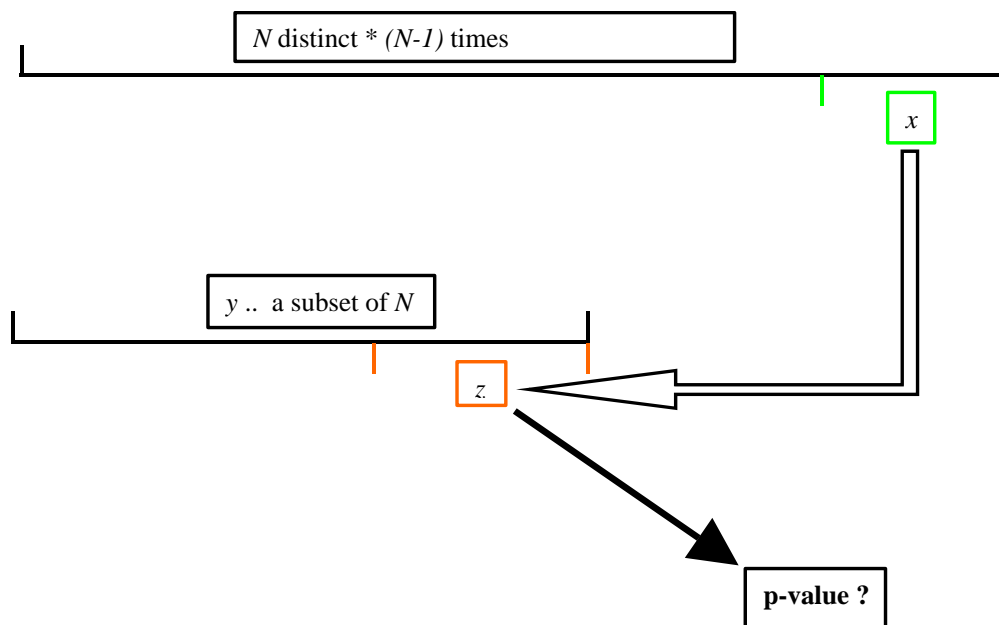 N distinct * (N-1) times
x
y .. a subset of N
z.
p-value ?